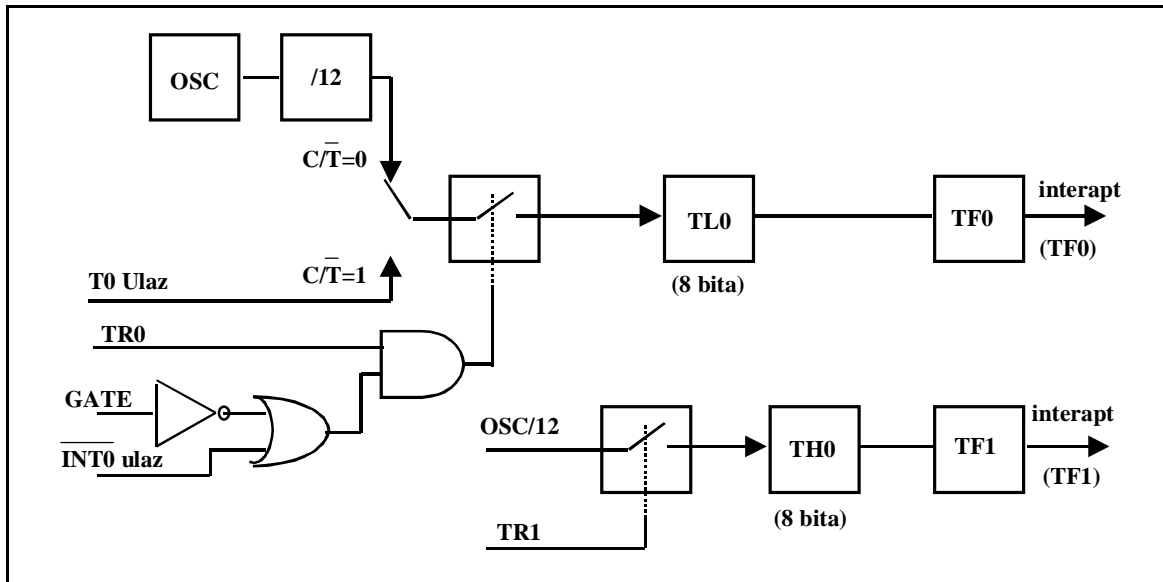 OSC
/12
C/T̅=0
interapt
TL0
TF0
(TF0)
C/T̅=1
T0 Ulaz
(8 bita)
TR0
GATE
interapt
OSC/12
TH0
TF1
I̅N̅T̅0̅ ulaz
(TF1)
(8 bita)
TR1